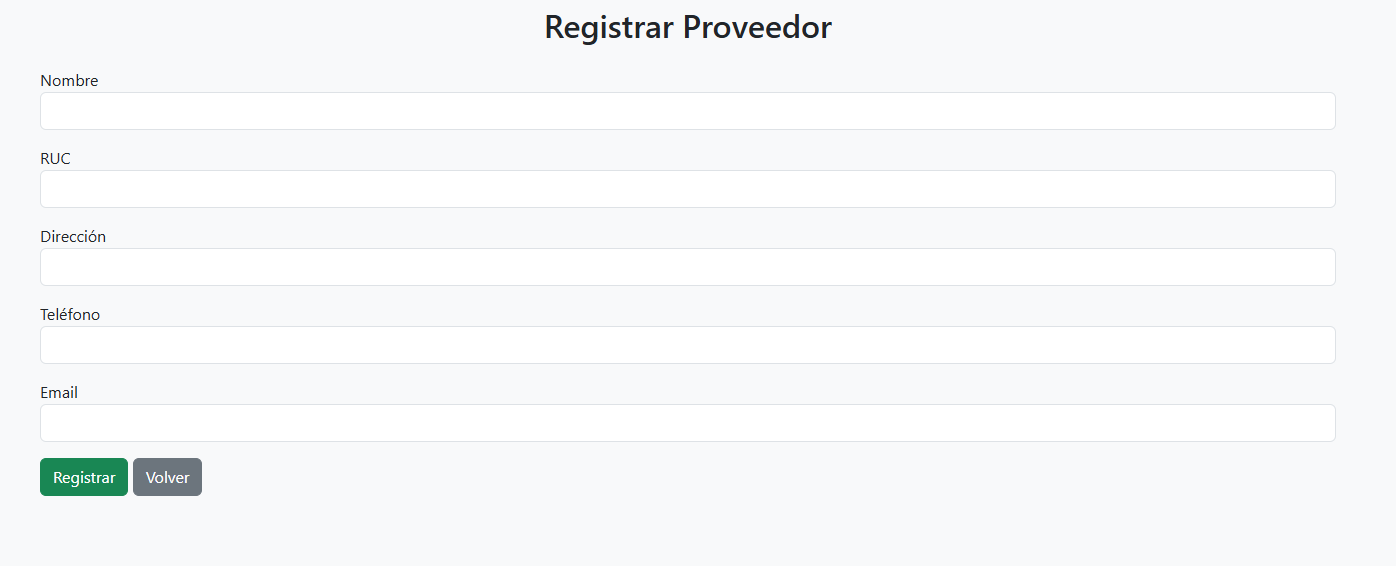 Registrar Proveedor
Nombre
RUC
Dirección
Teléfono
Email
Registrar Volver